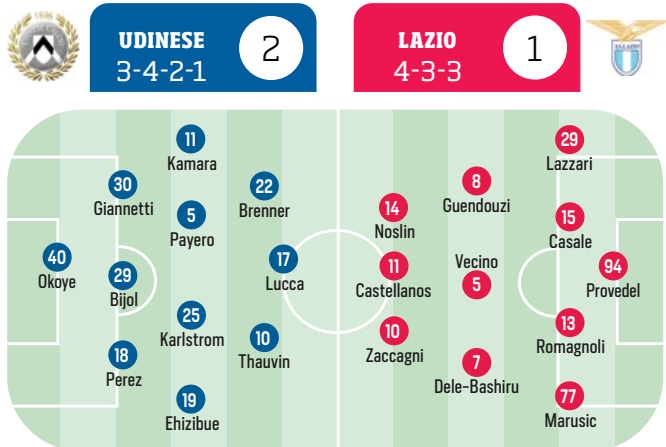 1896
UDINESE
3-4-2-1
2
LAZIO
4-3-3
1
S.S.LAZIO
40
Okoye
30
Giannetti
29
Bijol
18
Perez
11
Kamara
5
Payero
25
Karlstrom
19
Ehizibue
22
Brenner
10
Thauvin
17
Lucca
14
Noslin
11
Castellanos
10
Zaccagni
8
Guendouzi
Vecino
5
7
Dele-Bashiru
29
Lazzari
15
Casale
13
Romagnoli
77
Marusic
94
Provedel